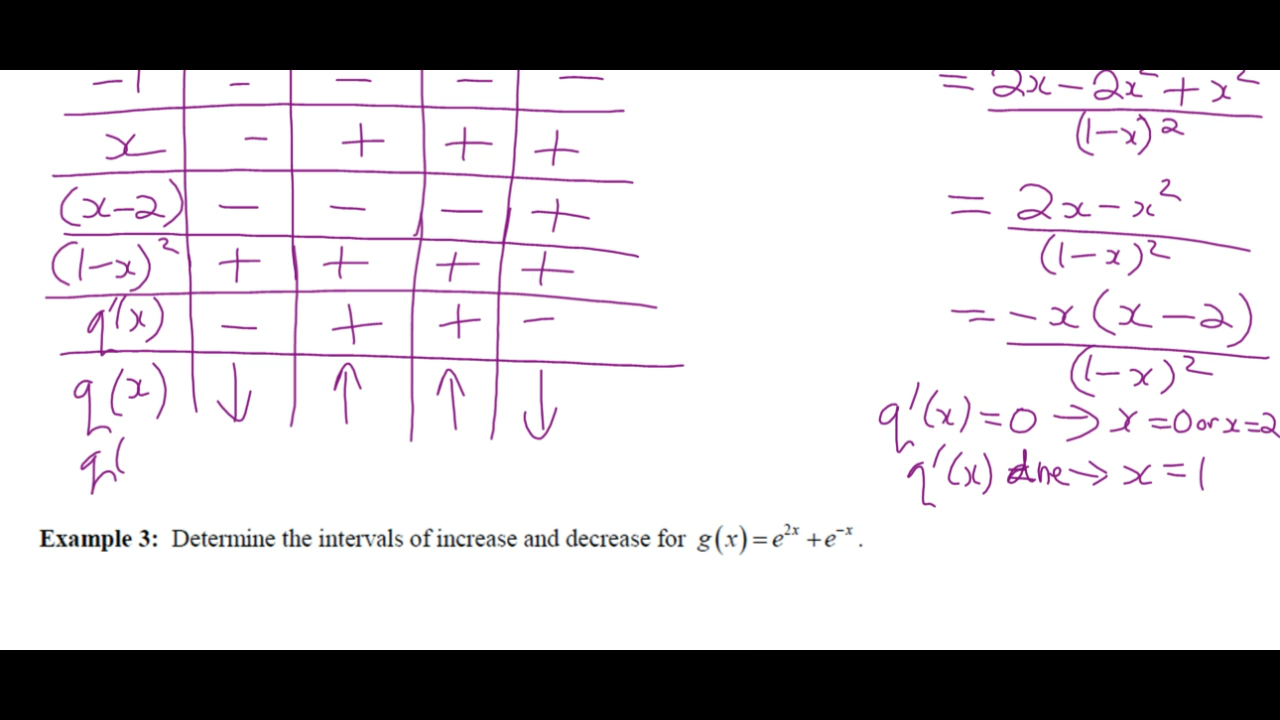 -1 - - - -
x - + + +
(x-2) - - - +
(1-x)² + + + +
q'(x) - + + -
q(x) ↓ ↑ ↑ ↓
q(
= 2x-2x²+x² / (1-x)²
= 2x-x² / (1-x)²
= -x(x-2) / (1-x)²
q'(x)=0 → x=0 or x=2
q'(x) dne → x=1
Example 3: Determine the intervals of increase and decrease for g(x)=e²ˣ+e⁻ˣ.